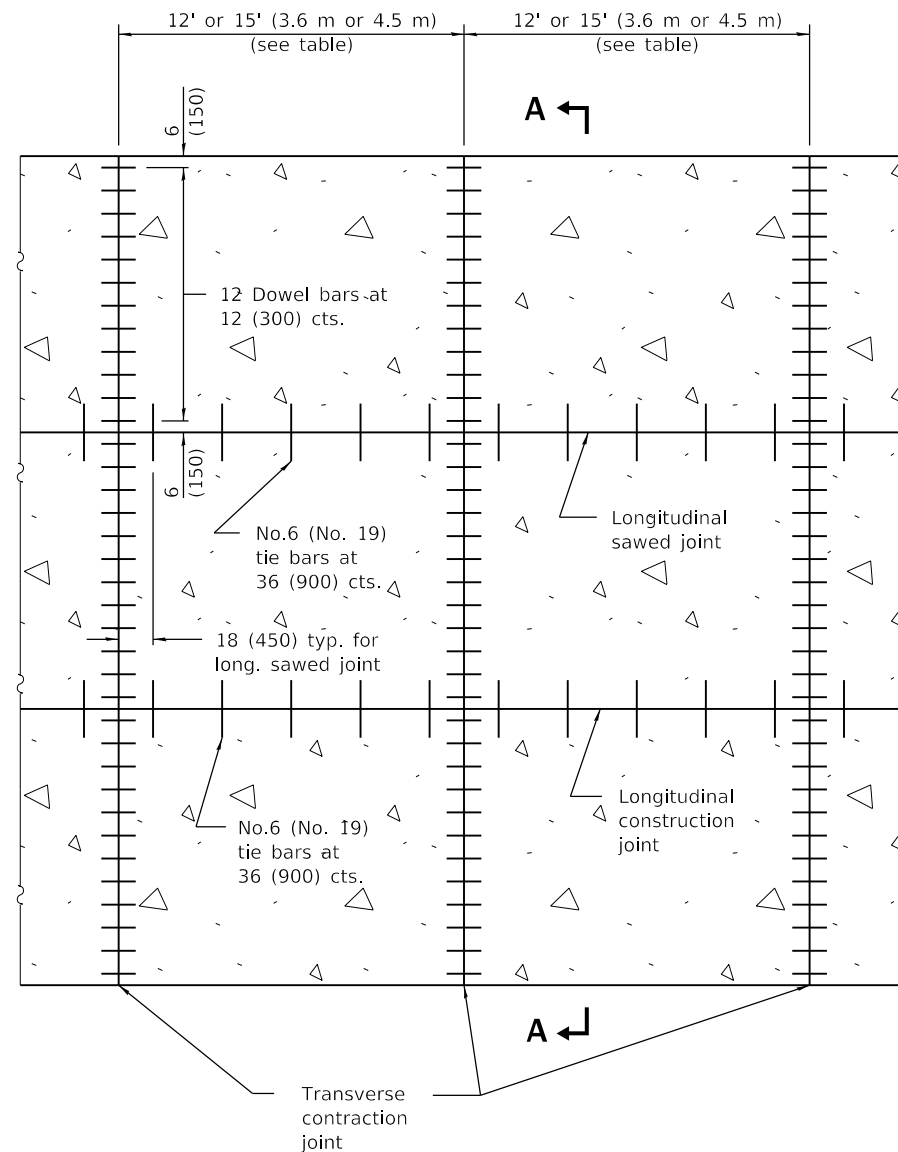 12' or 15' (3.6 m or 4.5 m)
(see table)
12' or 15' (3.6 m or 4.5 m)
(see table)
A
6
(150)
12 Dowel bars at
12 (300) cts.
6
(150)
No.6 (No. 19)
tie bars at
36 (900) cts.
Longitudinal
sawed joint
18 (450) typ. for
long. sawed joint
No.6 (No. 19)
tie bars at
36 (900) cts.
Longitudinal
construction
joint
A
Transverse
contraction
joint